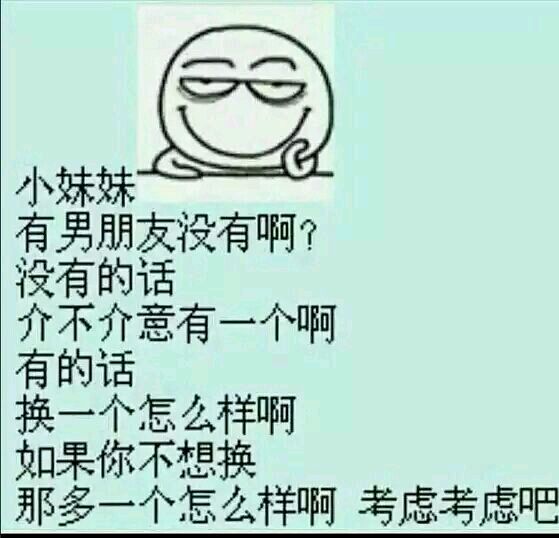 小妹妹
有男朋友没有啊?
没有的话
介不介意有一个啊
有的话
换一个怎么样啊
如果你不想换
那多一个怎么样啊 考虑考虑吧